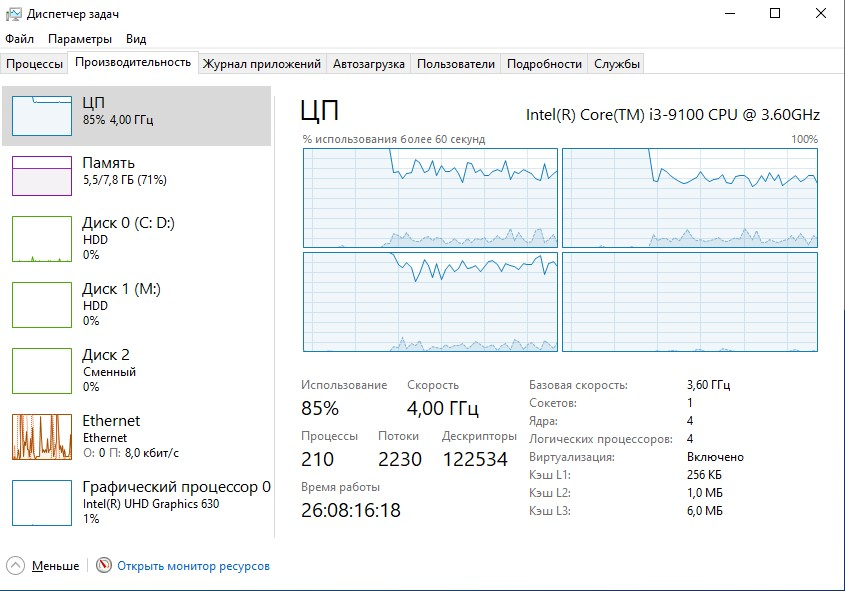 Диспетчер задач
Файл Параметры Вид
Процессы Производительность Журнал приложений Автозагрузка Пользователи Подробности Службы
ЦП
85% 4,00 ГГц
Память
5,5/7,8 ГБ (71%)
Диск 0 (C: D:)
HDD
0%
Диск 1 (M:)
HDD
0%
Диск 2
Сменный
0%
Ethernet
Ethernet
О: 0 П: 8,0 кбит/с
Графический процессор 0
Intel(R) UHD Graphics 630
1%
ЦП Intel(R) Core(TM) i3-9100 CPU @ 3.60GHz
% использования более 60 секунд 100%
Использование Скорость
85% 4,00 ГГц
Процессы Потоки Дескрипторы
210 2230 122534
Время работы
26:08:16:18
Базовая скорость: 3,60 ГГц
Сокетов: 1
Ядра: 4
Логических процессоров: 4
Виртуализация: Включено
Кэш L1: 256 КБ
Кэш L2: 1,0 МБ
Кэш L3: 6,0 МБ
Меньше Открыть монитор ресурсов